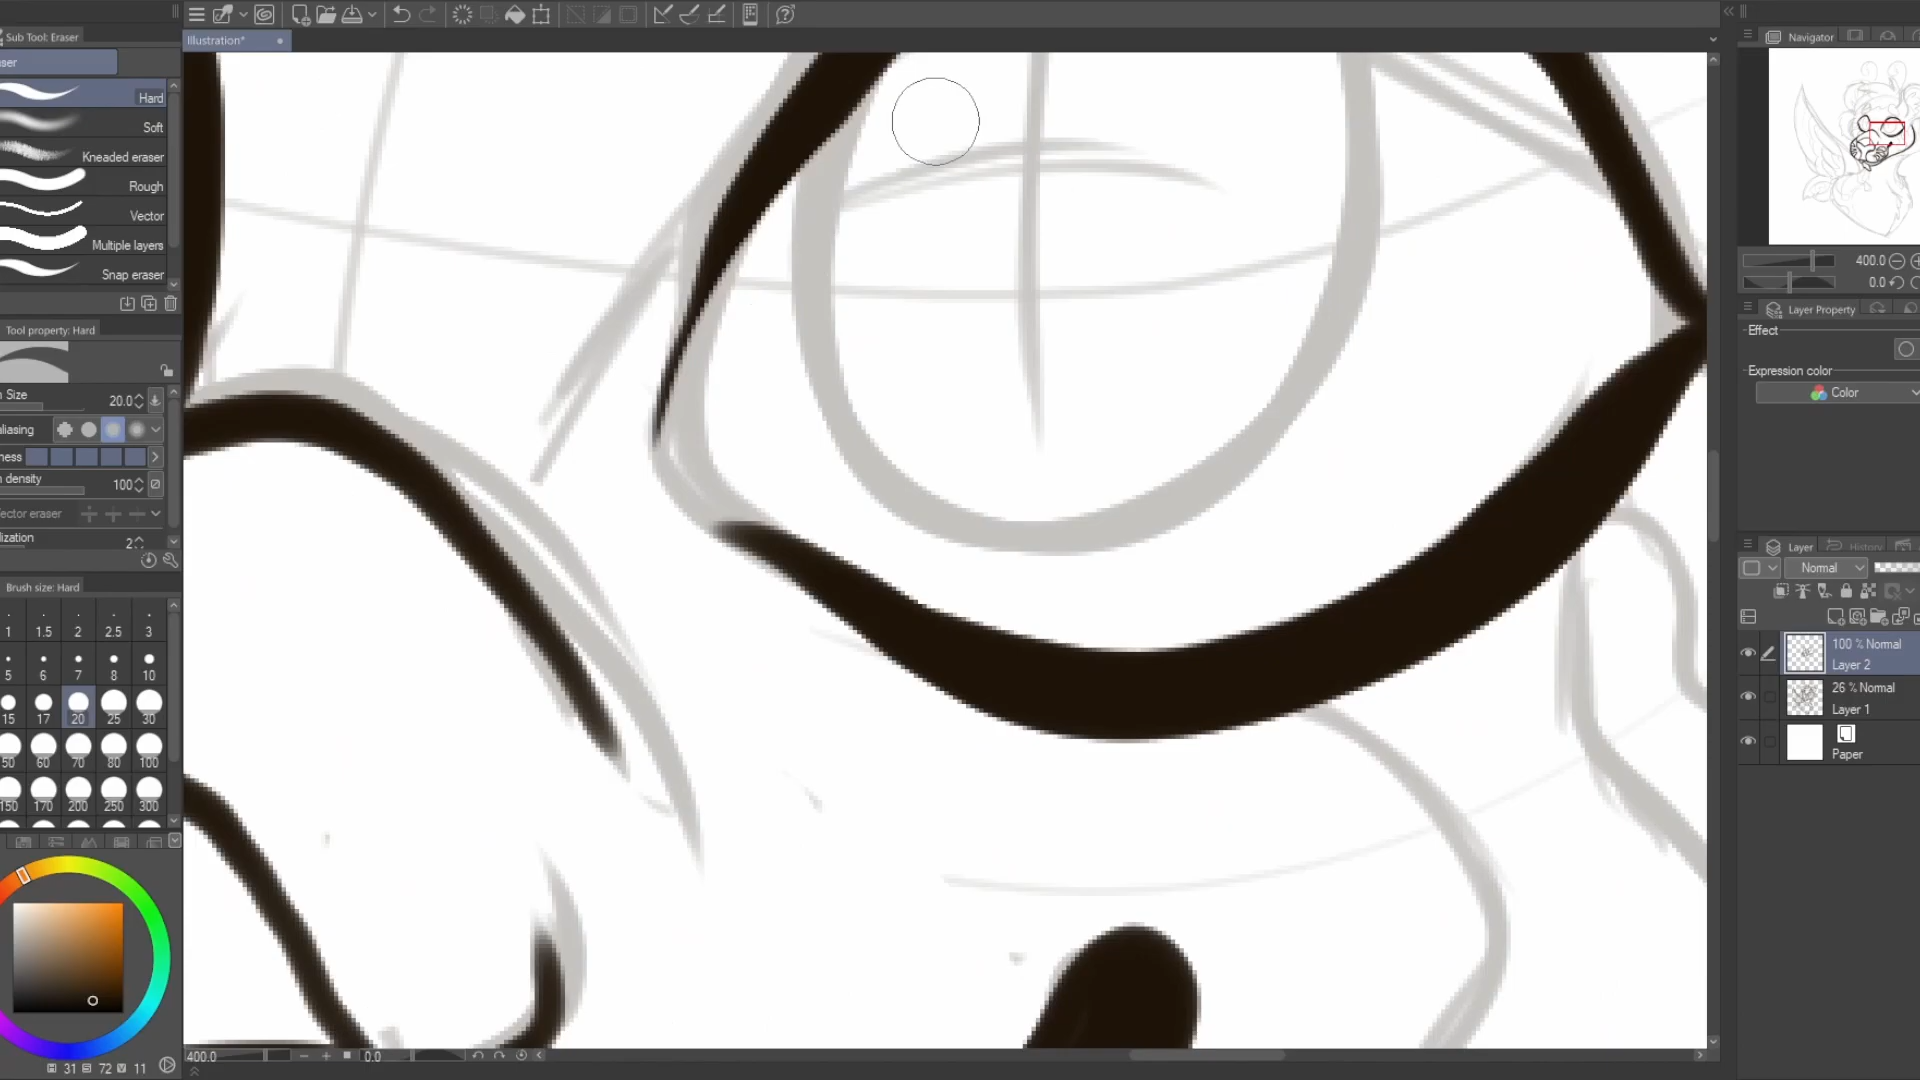 Sub Tool: Eraser
Illustration*
Navigator
ser
Hard
Soft
Kneaded eraser
Rough
Vector
Multiple layers
Snap eraser
400.0
0.0
Tool property: Hard
Layer Property
Effect
Expression color
Color
n Size
20.0
aliasing
ness
n density
100
ector eraser
lization
2
Layer
History
Normal
Brush size: Hard
1 1.5 2 2.5 3
5 6 7 8 10
15 17 20 25 30
50 60 70 80 100
150 170 200 250 300
100 % Normal
Layer 2
26 % Normal
Layer 1
Paper
400.0
0.0
31 72 11